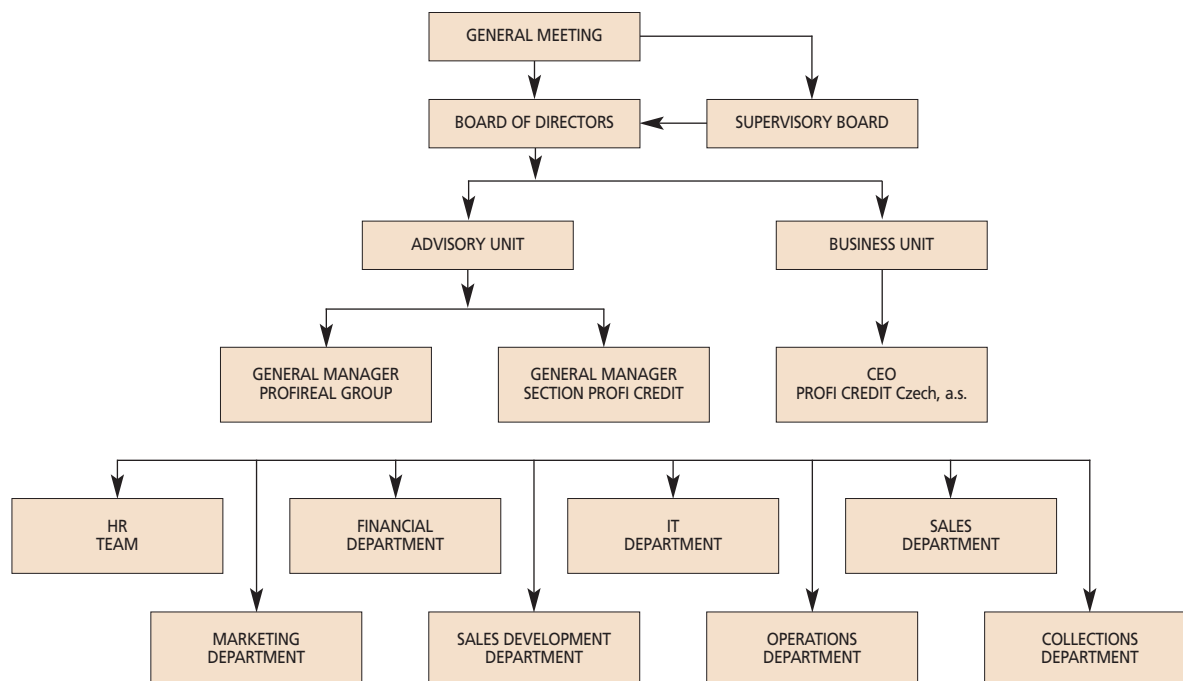 GENERAL MEETING
BOARD OF DIRECTORS
SUPERVISORY BOARD
ADVISORY UNIT
BUSINESS UNIT
GENERAL MANAGER
PROFIREAL GROUP
GENERAL MANAGER
SECTION PROFI CREDIT
CEO
PROFI CREDIT Czech, a.s.
HR
TEAM
FINANCIAL
DEPARTMENT
IT
DEPARTMENT
SALES
DEPARTMENT
MARKETING
DEPARTMENT
SALES DEVELOPMENT
DEPARTMENT
OPERATIONS
DEPARTMENT
COLLECTIONS
DEPARTMENT